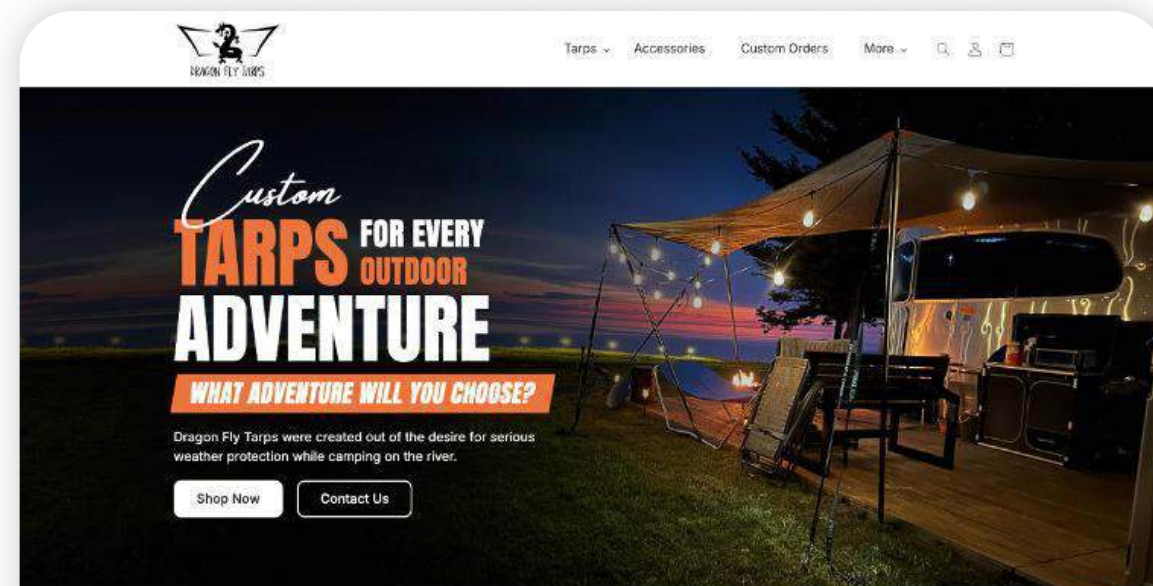 DRAGON FLY TARPS
Tarps Accessories Custom Orders More
Custom
TARPS FOR EVERY
OUTDOOR
ADVENTURE
WHAT ADVENTURE WILL YOU CHOOSE?
Dragon Fly Tarps were created out of the desire for serious
weather protection while camping on the river.
Shop Now Contact Us